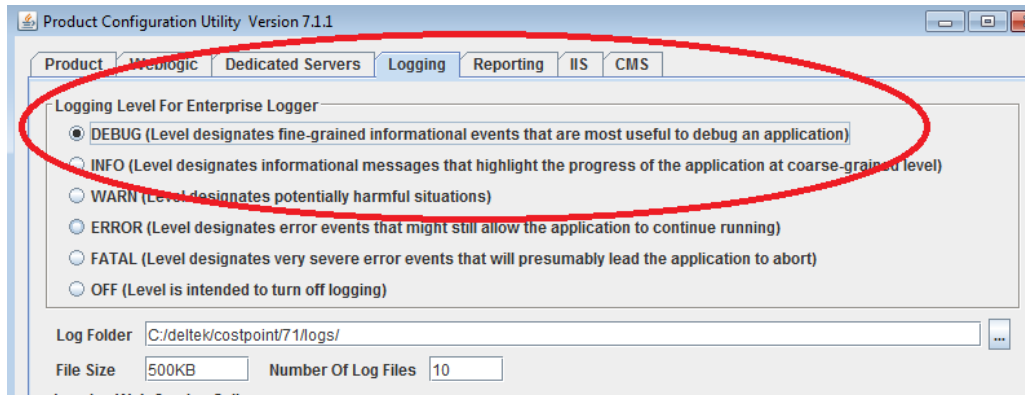 Product Configuration Utility Version 7.1.1
Product Weblogic Dedicated Servers Logging Reporting IIS CMS
Logging Level For Enterprise Logger
DEBUG (Level designates fine-grained informational events that are most useful to debug an application)
INFO (Level designates informational messages that highlight the progress of the application at coarse-grained level)
WARN (Level designates potentially harmful situations)
ERROR (Level designates error events that might still allow the application to continue running)
FATAL (Level designates very severe error events that will presumably lead the application to abort)
OFF (Level is intended to turn off logging)
Log Folder C:/deltek/costpoint/71/logs/ ...
File Size 500KB Number Of Log Files 10